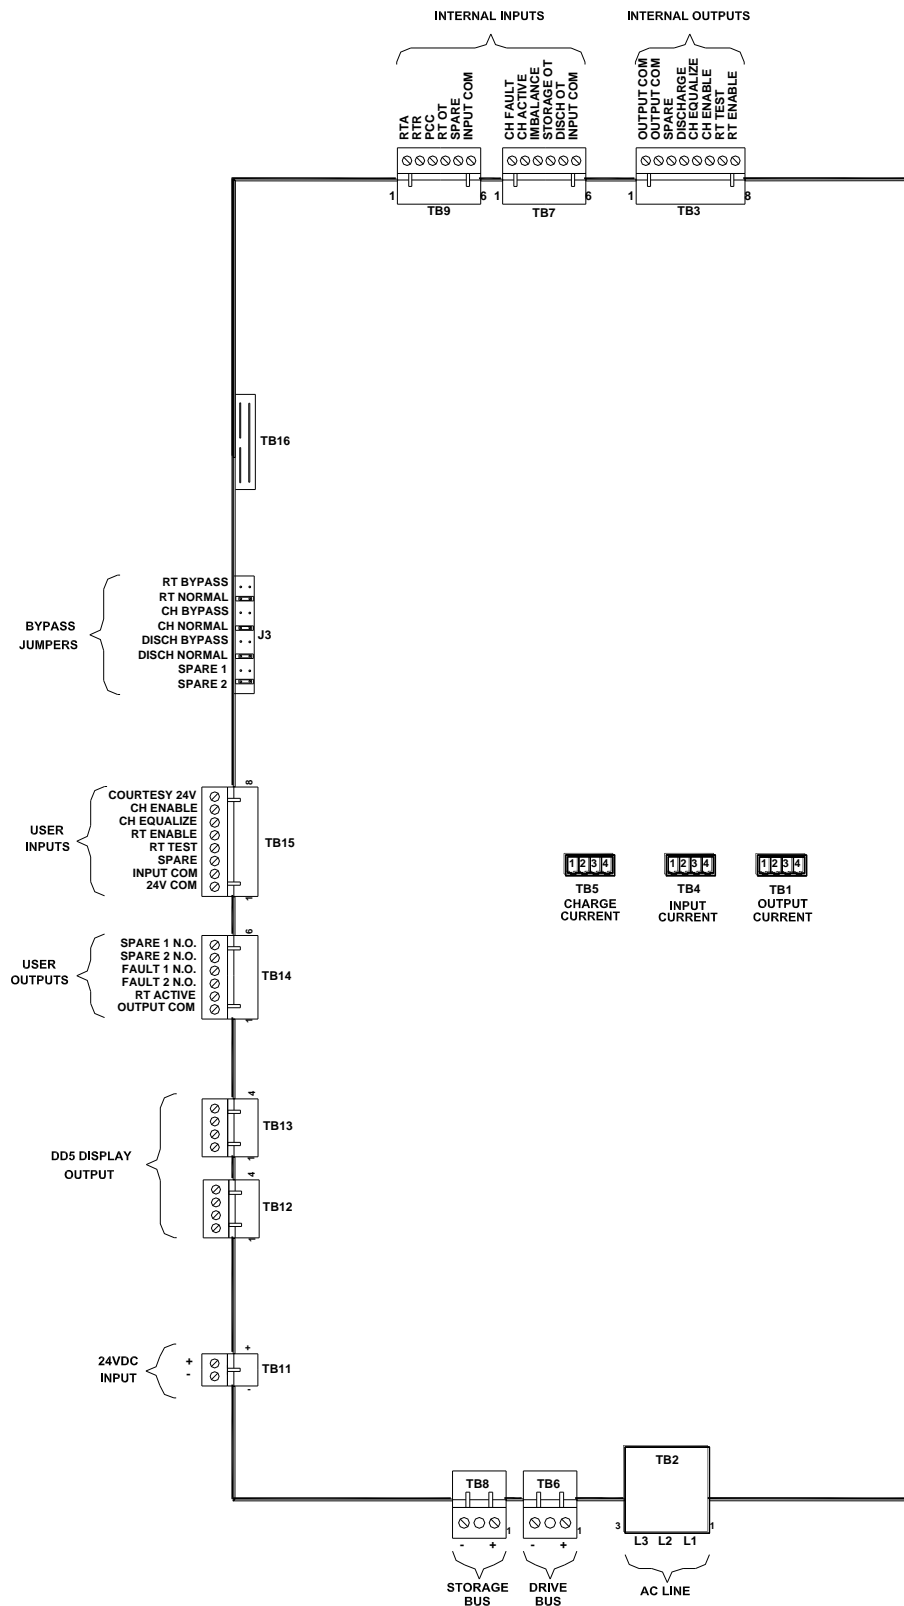 INTERNAL INPUTS
INTERNAL OUTPUTS
RTA
RTR
PCC
RT OT
SPARE
INPUT COM
CH FAULT
CH ACTIVE
IMBALANCE
STORAGE OT
DISCH OT
INPUT COM
OUTPUT COM
OUTPUT COM
SPARE
DISCHARGE
CH EQUALIZE
CH ENABLE
RT TEST
RT ENABLE
1 6 1 6 1 8
TB9 TB7 TB3
TB16
BYPASS
JUMPERS
RT BYPASS
RT NORMAL
CH BYPASS
CH NORMAL
DISCH BYPASS
DISCH NORMAL
SPARE 1
SPARE 2
J3
USER
INPUTS
COURTESY 24V
CH ENABLE
CH EQUALIZE
RT ENABLE
RT TEST
SPARE
INPUT COM
24V COM
8
TB15
1
1 2 3 4
TB5
CHARGE
CURRENT
1 2 3 4
TB4
INPUT
CURRENT
1 2 3 4
TB1
OUTPUT
CURRENT
USER
OUTPUTS
SPARE 1 N.O.
SPARE 2 N.O.
FAULT 1 N.O.
FAULT 2 N.O.
RT ACTIVE
OUTPUT COM
6
TB14
1
DD5 DISPLAY
OUTPUT
4
TB13
1
4
TB12
1
24VDC
INPUT
+
-
+
TB11
-
TB8
1
- +
STORAGE
BUS
TB6
1
- +
DRIVE
BUS
TB2
3 1
L3 L2 L1
AC LINE